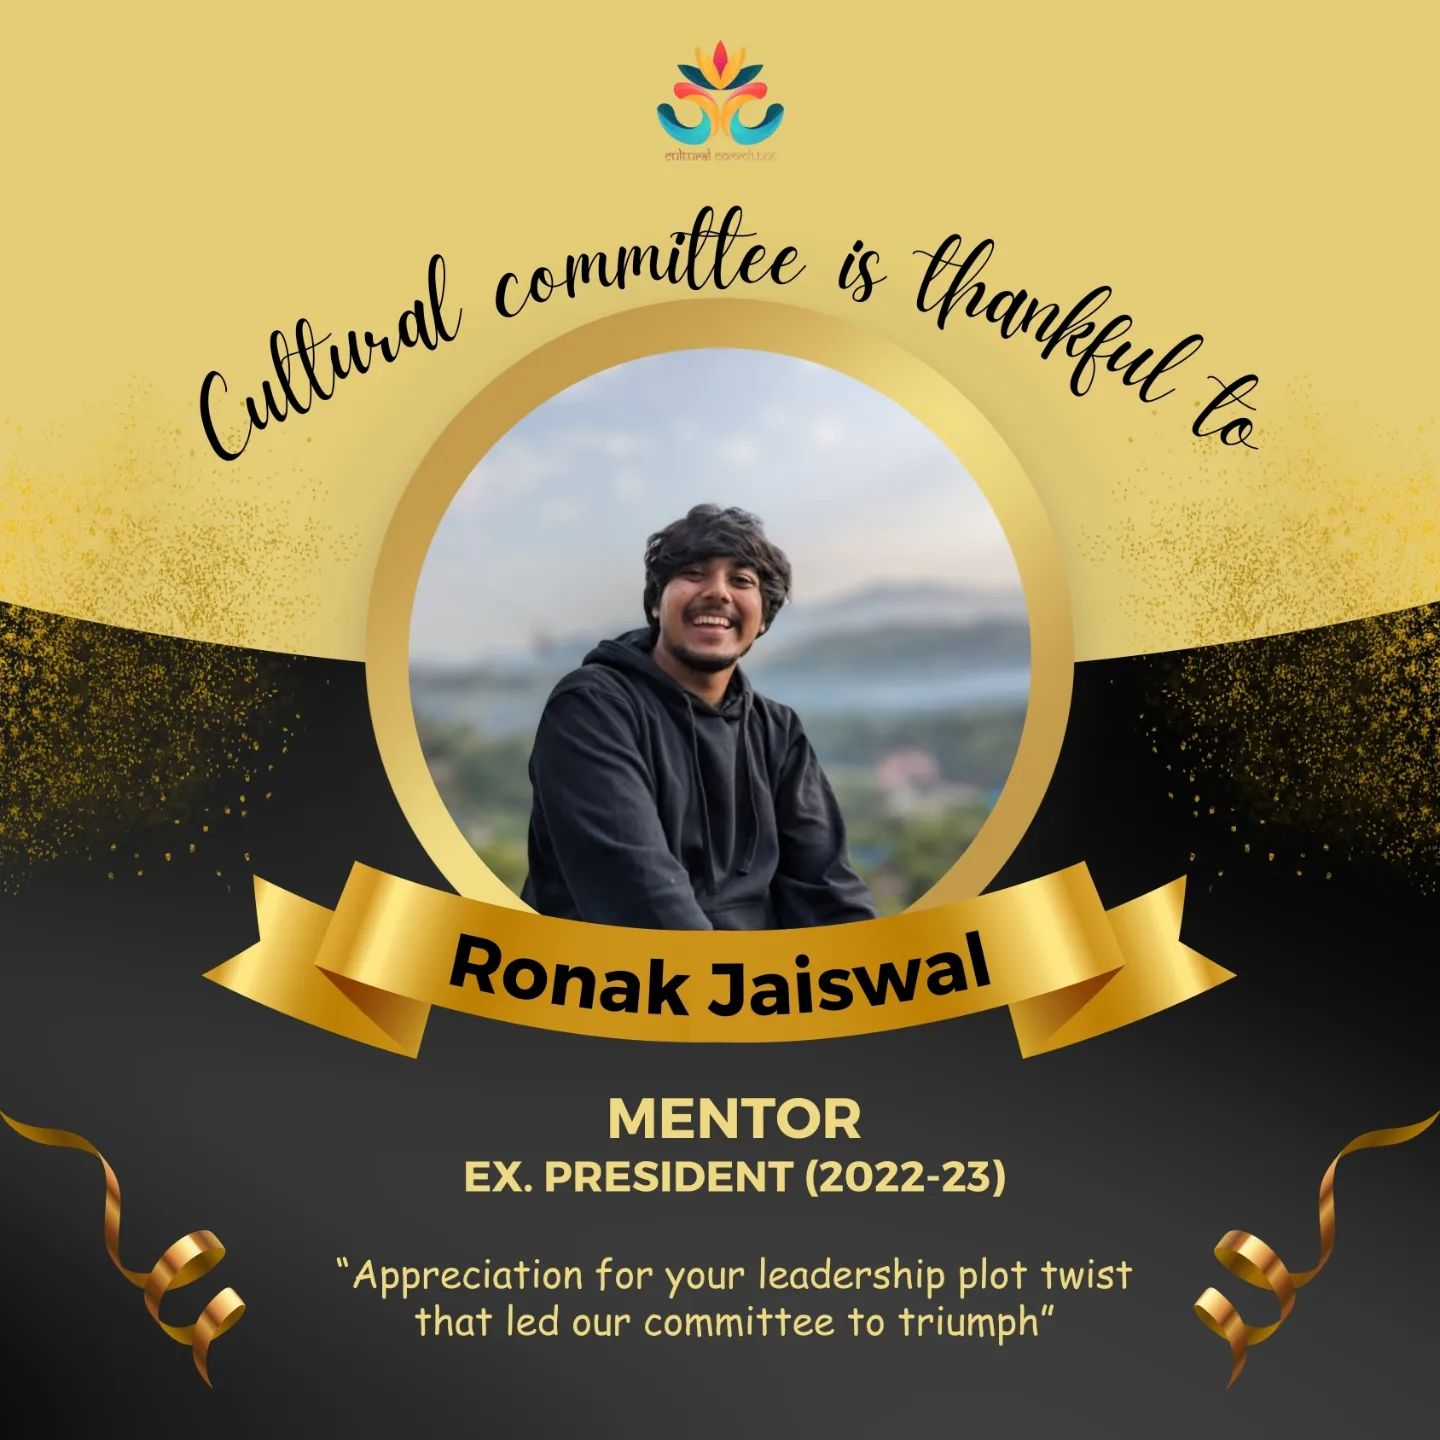 cultural committee
Cultural committee is thankful to
Ronak Jaiswal
MENTOR
EX. PRESIDENT (2022-23)
“Appreciation for your leadership plot twist
that led our committee to triumph”